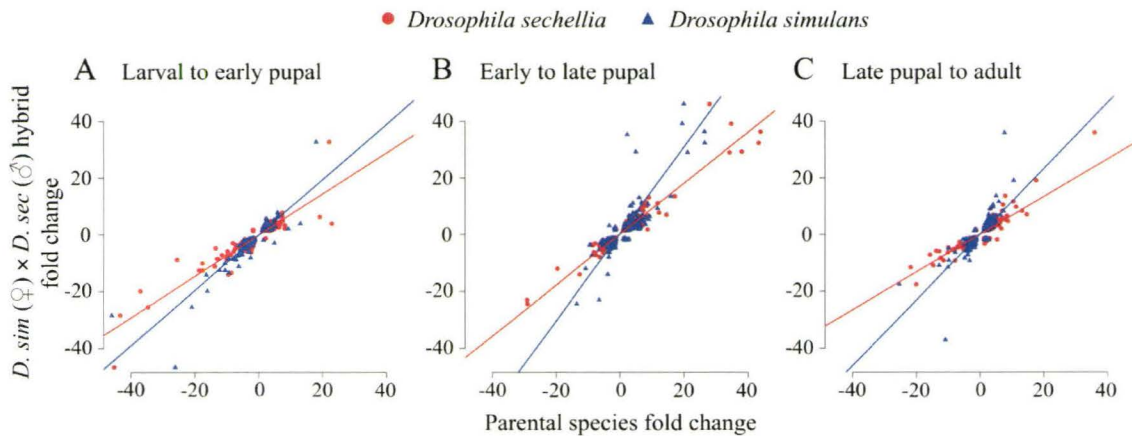 Drosophila sechellia Drosophila simulans
A Larval to early pupal
B Early to late pupal
C Late pupal to adult
D. sim (♀) × D. sec (♂) hybrid
fold change
40
20
0
-20
-40
-40 -20 0 20 40
40
20
0
-20
-40
-40 -20 0 20 40
40
20
0
-20
-40
-40 -20 0 20 40
Parental species fold change